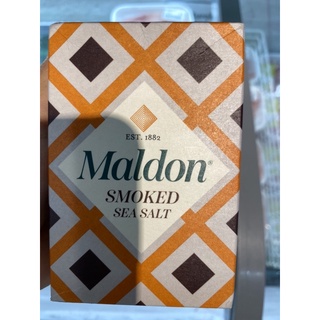 EST. 1882
Maldon®
SMOKED
SEA SALT